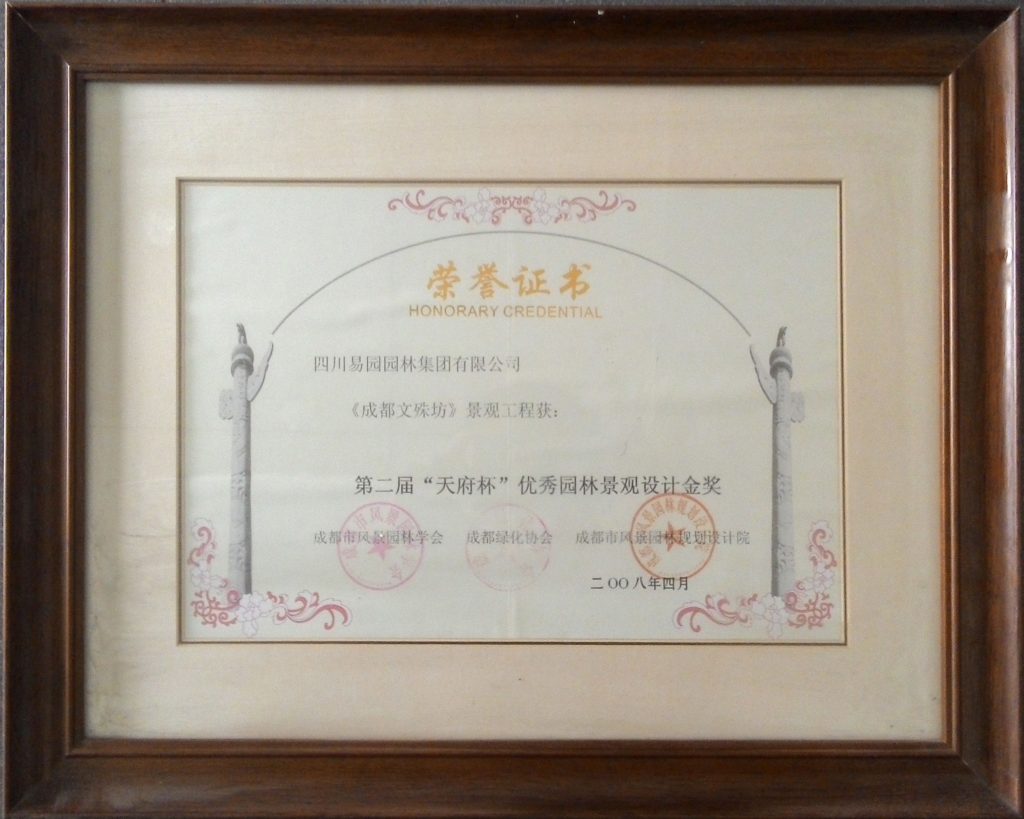 荣誉证书
HONORARY CREDENTIAL
四川易园园林集团有限公司
《成都文殊坊》景观工程获：
第二届“天府杯”优秀园林景观设计金奖
成都市风景园林学会 成都绿化协会 成都市风景园林规划设计院
二OO八年四月